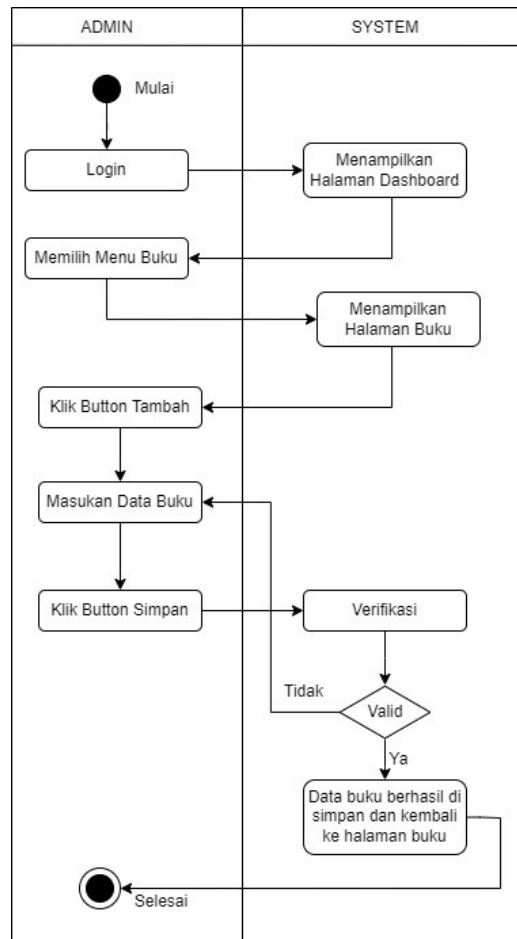 ADMIN
SYSTEM
Mulai
Login
Menampilkan
Halaman Dashboard
Memilih Menu Buku
Menampilkan
Halaman Buku
Klik Button Tambah
Masukan Data Buku
Klik Button Simpan
Verifikasi
Tidak
Valid
Ya
Data buku berhasil di
simpan dan kembali
ke halaman buku
Selesai